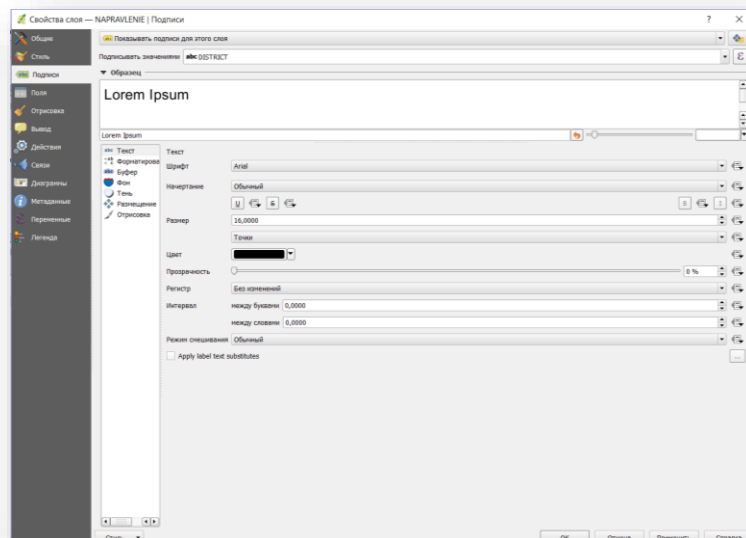 Свойства слоя — NAPRAVLENIE | Подписи ?
Общие
Стиль
Подписи
Поля
Отрисовка
Вывод
Действия
Связи
Диаграммы
Метаданные
Переменные
Легенда
Показывать подписи для этого слоя
Подписывать значениями abc DISTRICT ε
Образец
Lorem Ipsum
Lorem Ipsum
Текст
Форматирова
Буфер
Фон
Тень
Размещение
Отрисовка
Текст
Шрифт Arial
Начертание Обычный
U S
Размер 16,0000
Точки
Цвет
Прозрачность 0 %
Регистр Без изменений
Интервал между буквами 0,0000
между словами 0,0000
Режим смешивания Обычный
Apply label text substitutes ...
Стиль OK Отмена Применить Справка